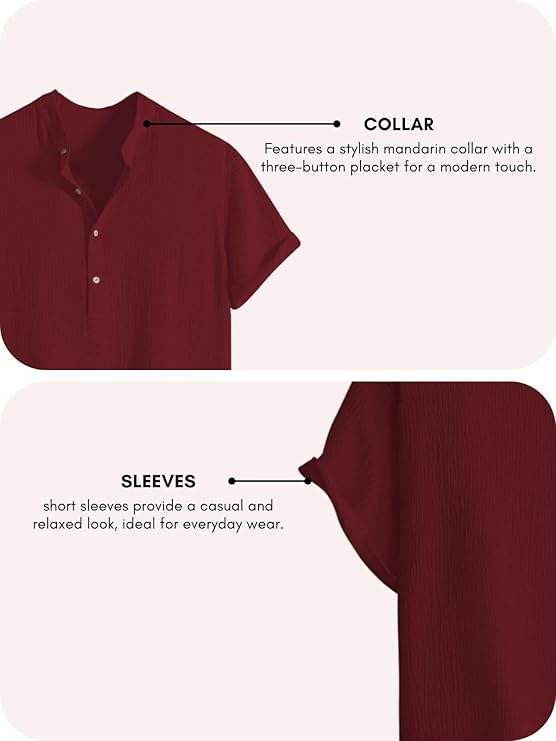 COLLAR
Features a stylish mandarin collar with a
three-button placket for a modern touch.
SLEEVES
short sleeves provide a casual and
relaxed look, ideal for everyday wear.